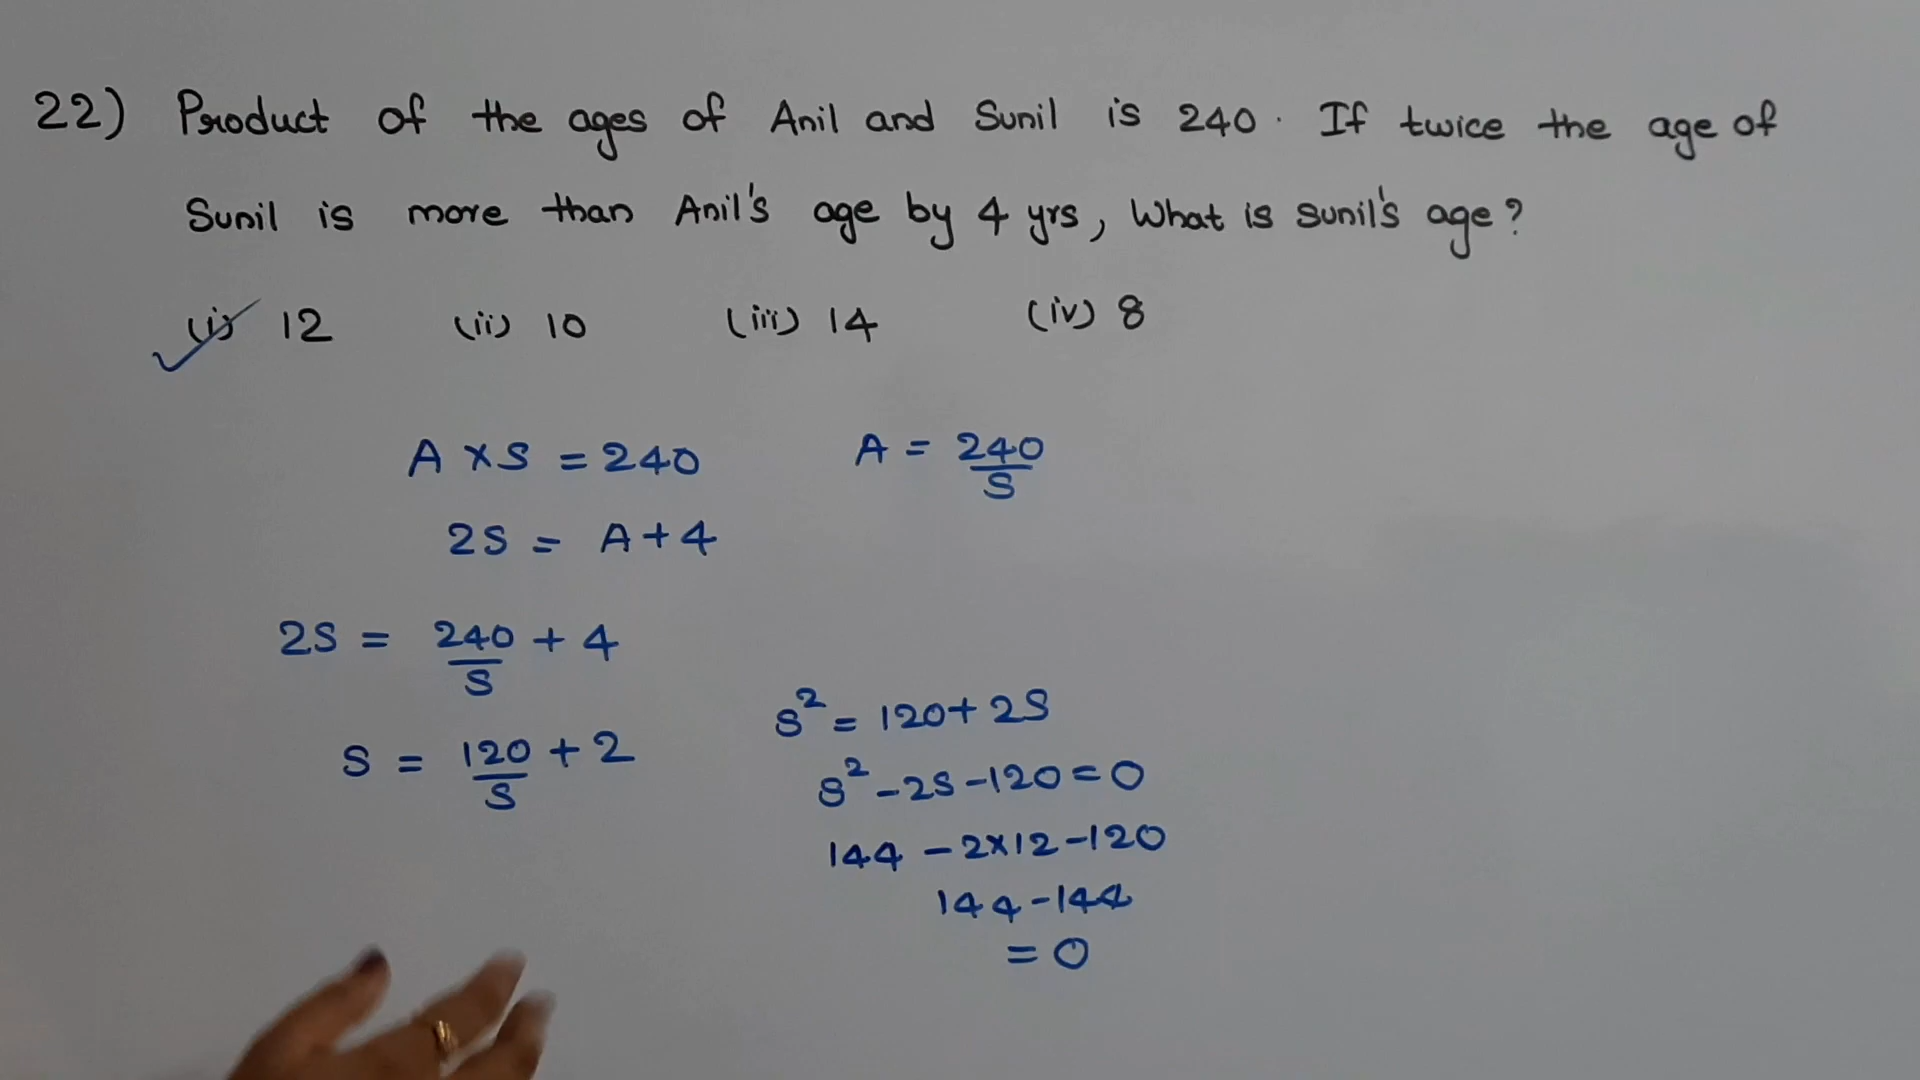 22) Product of the ages of Anil and Sunil is 240. If twice the age of
Sunil is more than Anil's age by 4 yrs, What is sunil's age?
(i) 12 (ii) 10 (iii) 14 (iv) 8
A × S = 240 A = 240/S
2S = A + 4
2S = 240/S + 4
S = 120/S + 2
S² = 120 + 2S
S² - 2S - 120 = 0
144 - 2×12 - 120
144 - 144
= 0